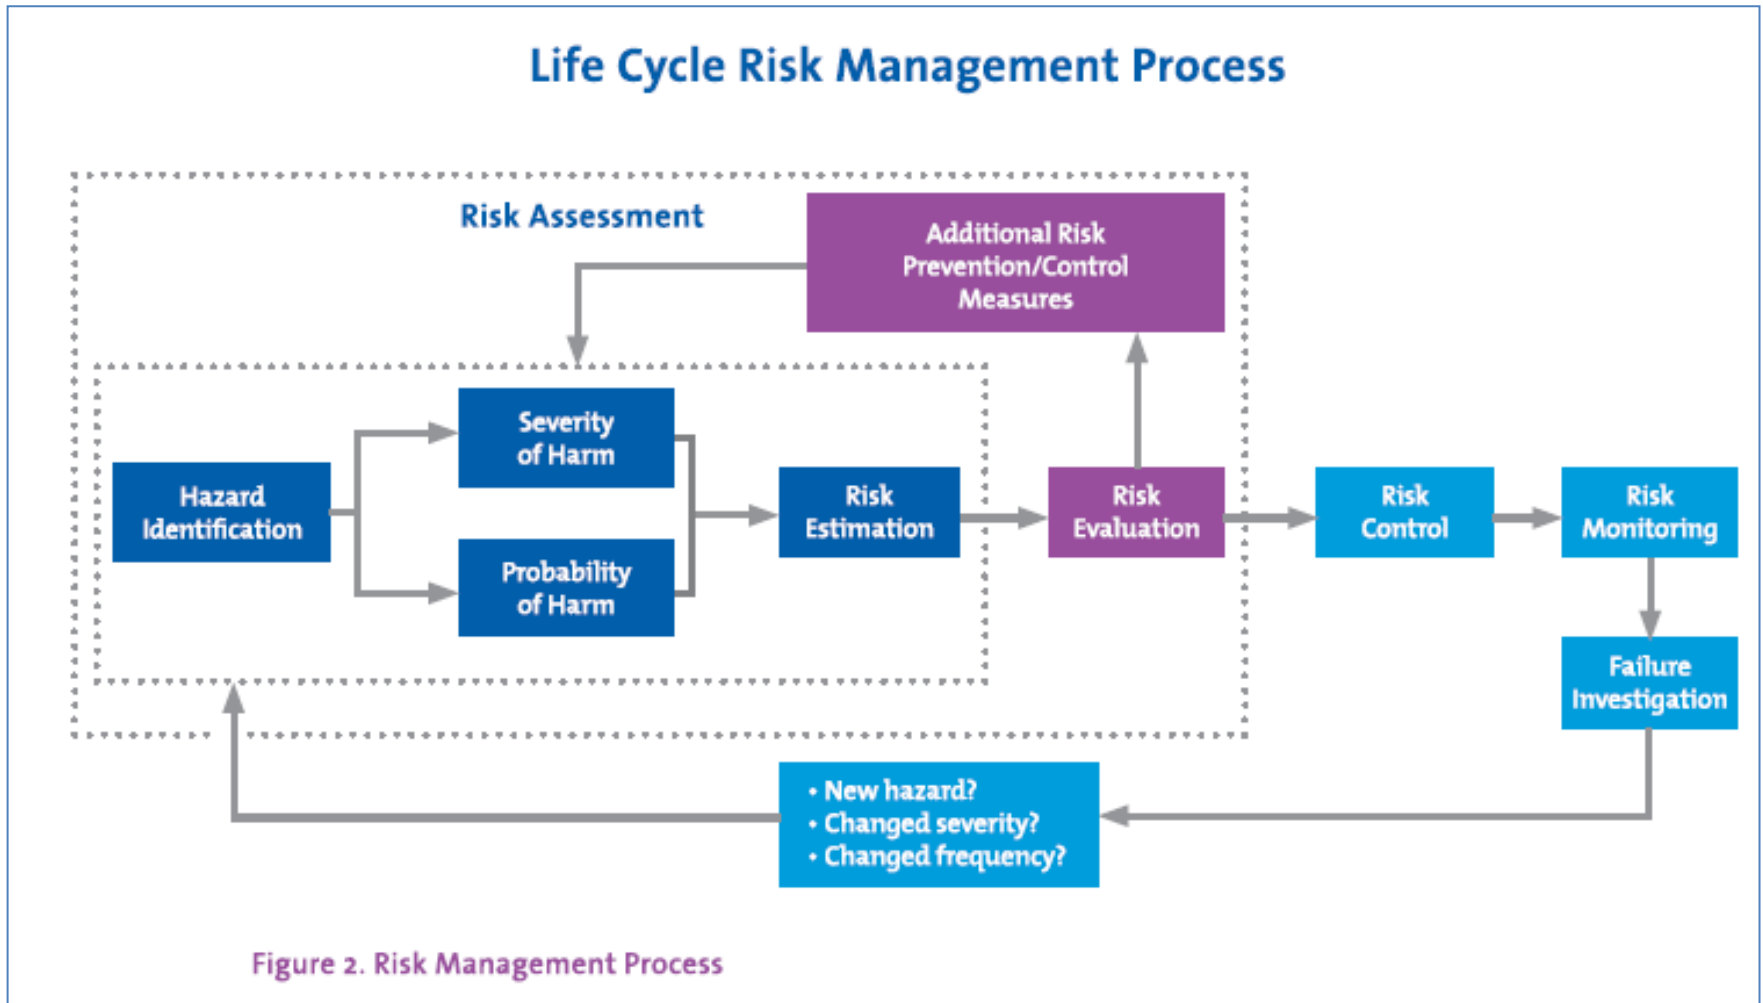 Life Cycle Risk Management Process
Risk Assessment
Additional Risk
Prevention/Control
Measures
Severity
of Harm
Hazard
Identification
Probability
of Harm
Risk
Estimation
Risk
Evaluation
Risk
Control
Risk
Monitoring
Failure
Investigation
• New hazard?
• Changed severity?
• Changed frequency?
Figure 2. Risk Management Process